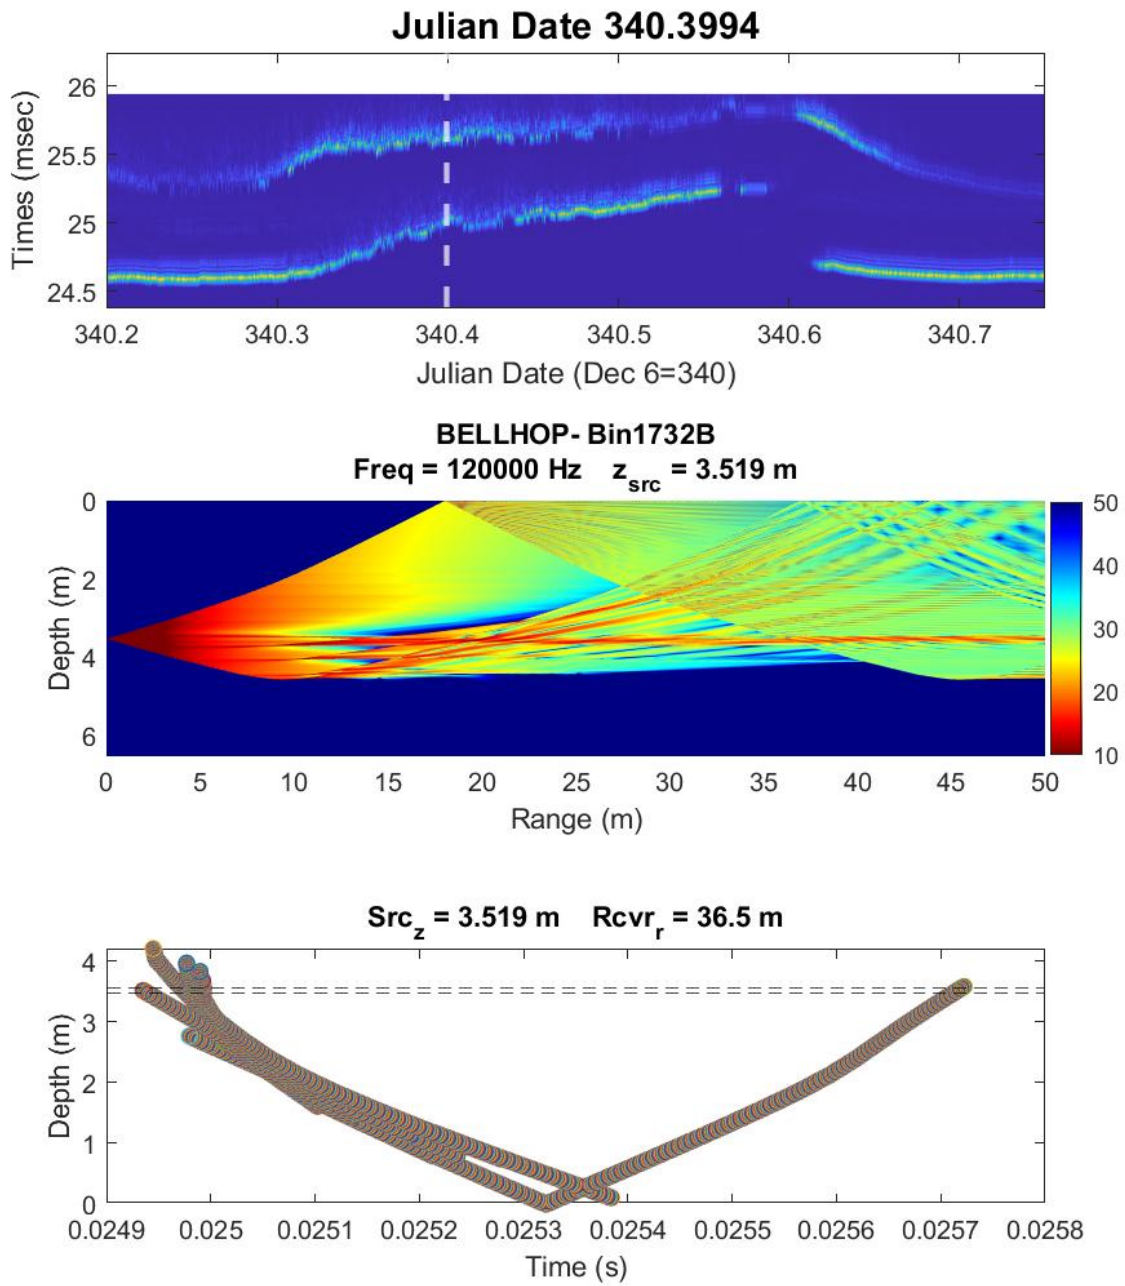 Julian Date 340.3994
Times (msec)
26
25.5
25
24.5
340.2 340.3 340.4 340.5 340.6 340.7
Julian Date (Dec 6=340)
BELLHOP- Bin1732B
Freq = 120000 Hz z_src = 3.519 m
Depth (m)
0
2
4
6
0 5 10 15 20 25 30 35 40 45 50
Range (m)
50
40
30
20
10
Src_z = 3.519 m Rcvr_r = 36.5 m
Depth (m)
4
3
2
1
0
0.0249 0.025 0.0251 0.0252 0.0253 0.0254 0.0255 0.0256 0.0257 0.0258
Time (s)